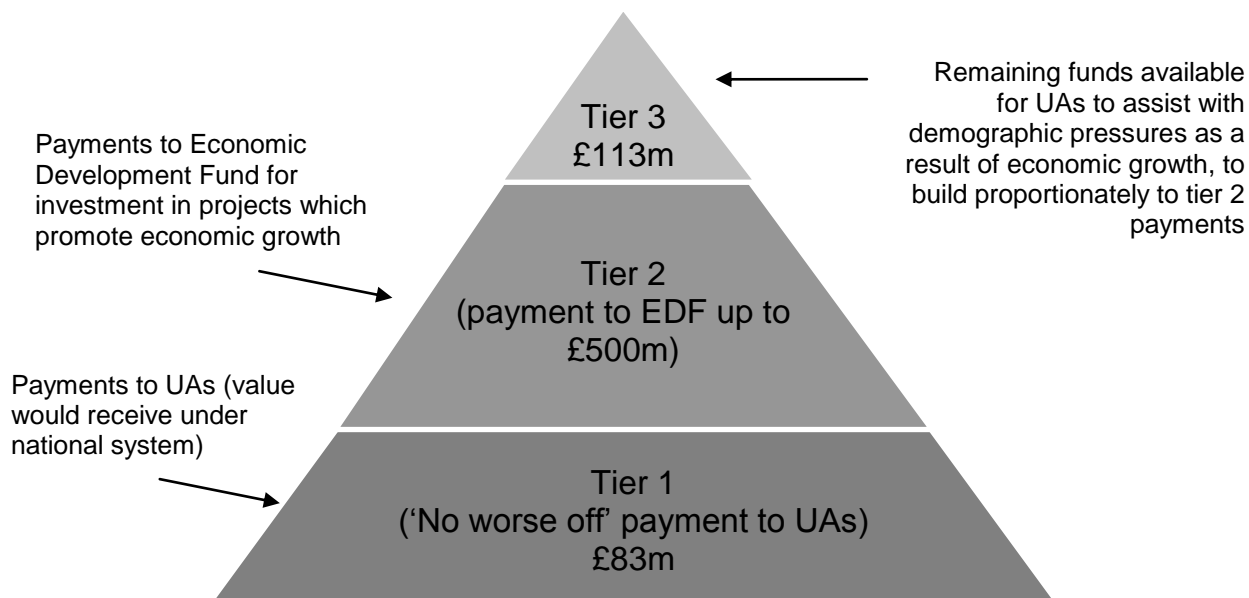 Tier 3
£113m
Remaining funds available
for UAs to assist with
demographic pressures as a
result of economic growth, to
build proportionately to tier 2
payments
Payments to Economic
Development Fund for
investment in projects which
promote economic growth
Tier 2
(payment to EDF up to
£500m)
Payments to UAs (value
would receive under
national system)
Tier 1
(‘No worse off’ payment to UAs)
£83m